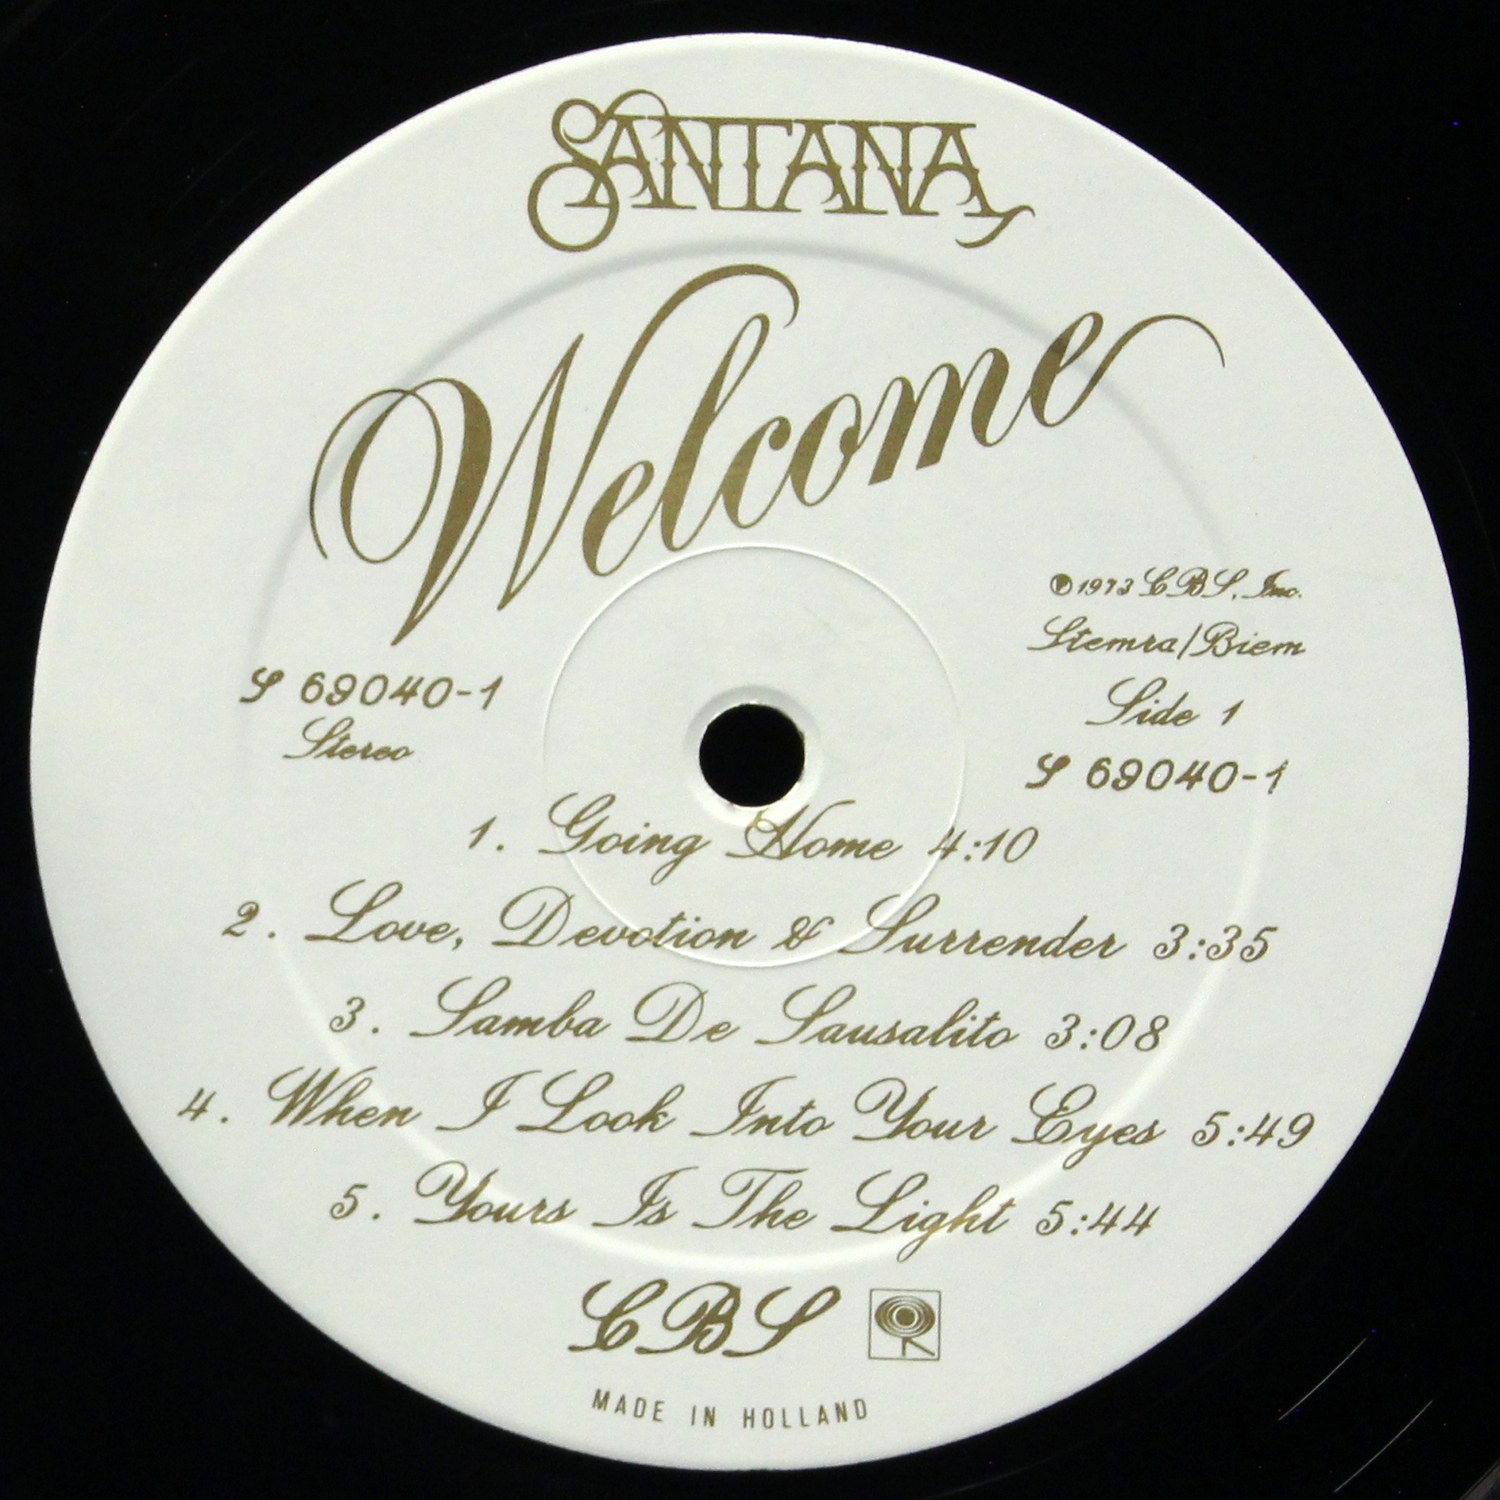 SANTANA
Welcome
℗ 1973 CBS, Inc.
Stemra/Biem
S 69040-1
Stereo
Side 1
S 69040-1
1. Going Home 4:10
2. Love, Devotion & Surrender 3:35
3. Samba De Sausalito 3:08
4. When I Look Into Your Eyes 5:49
5. Yours Is The Light 5:44
CBS
MADE IN HOLLAND